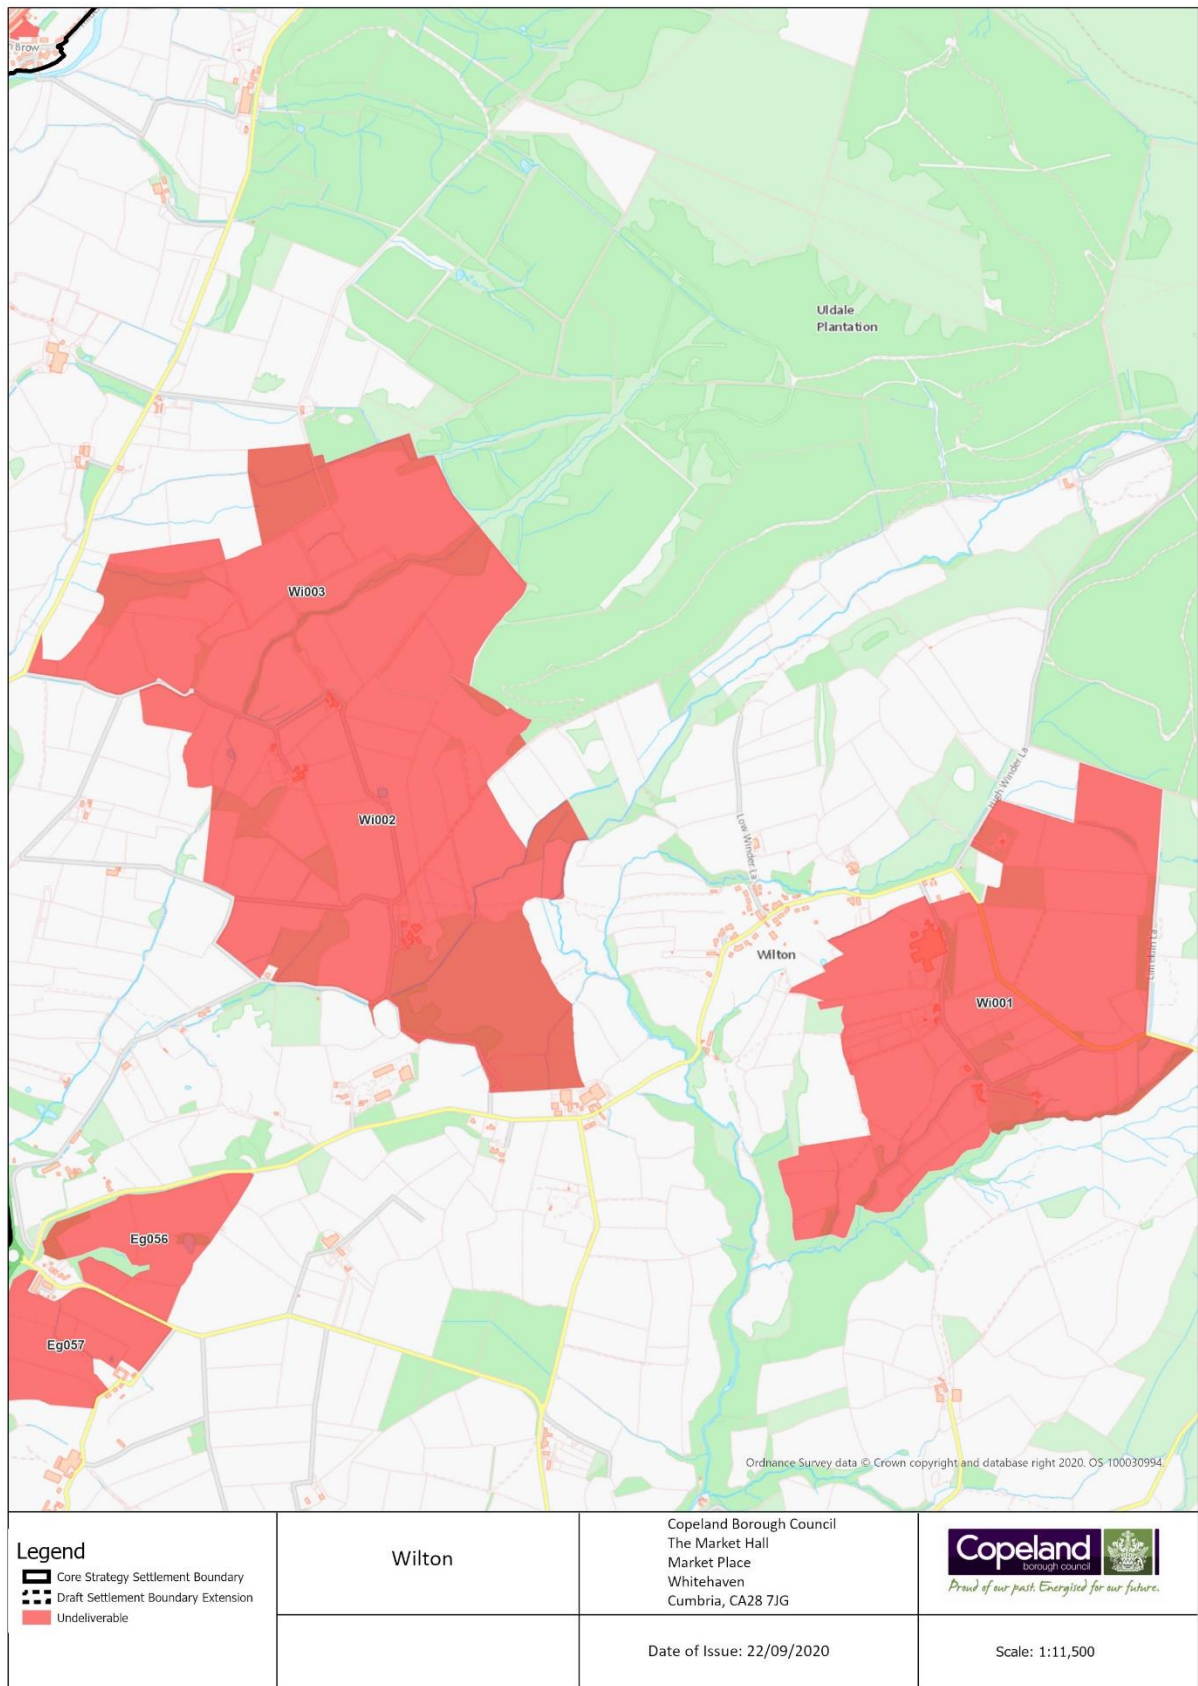 n Brow
Uldale
Plantation
Wi003
High Winder La
Wi002
Low Winder La
Wilton
Wi001
Eg056
Eg057
Ordnance Survey data © Crown copyright and database right 2020. OS 100030994.
Legend
Core Strategy Settlement Boundary
Draft Settlement Boundary Extension
Undeliverable
Wilton
Copeland Borough Council
The Market Hall
Market Place
Whitehaven
Cumbria, CA28 7JG
Date of Issue: 22/09/2020
Copeland
borough council
Proud of our past. Energised for our future.
Scale: 1:11,500